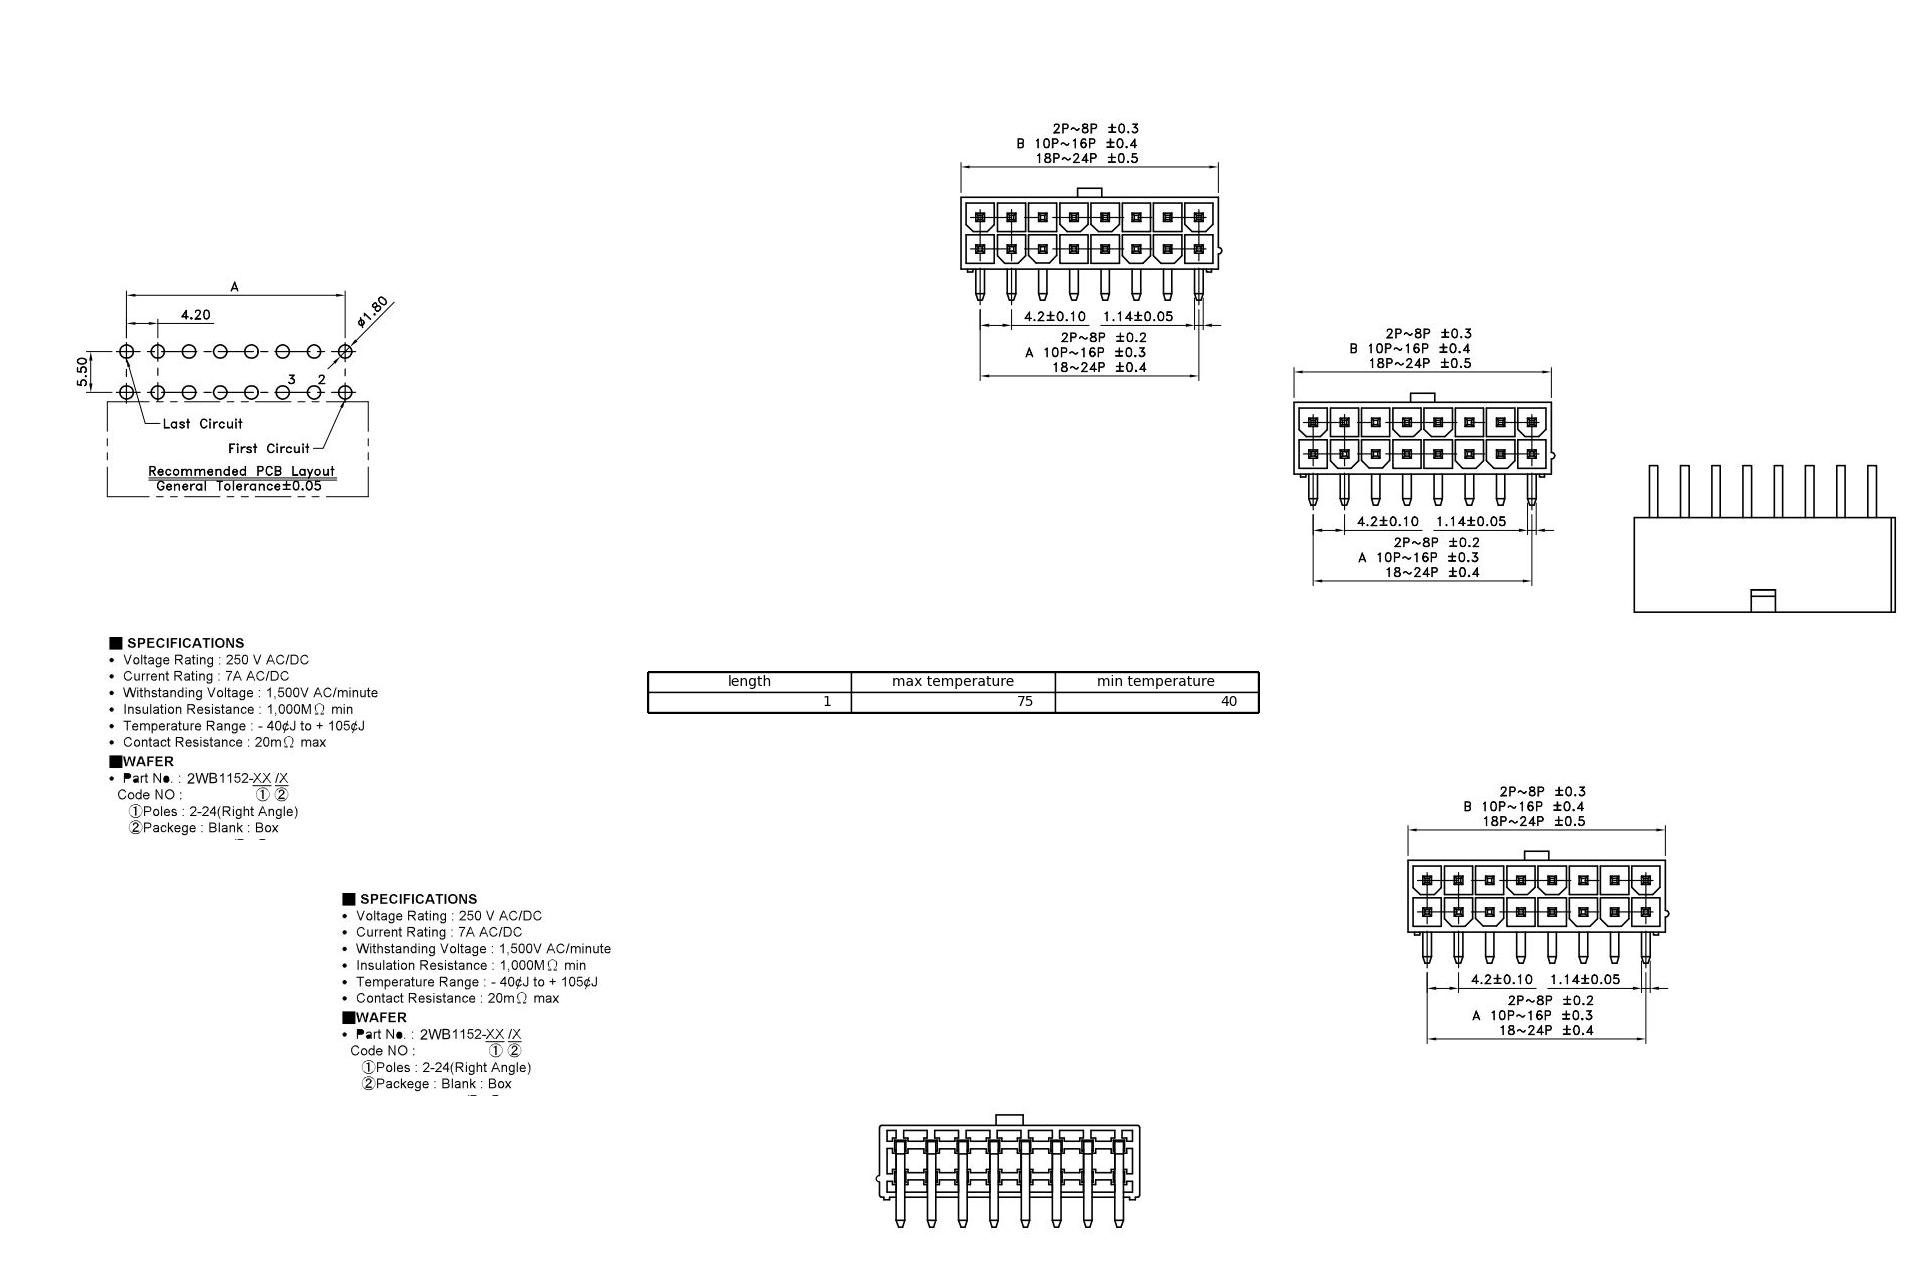 2P~8P ±0.3
B 10P~16P ±0.4
18P~24P ±0.5
4.2±0.10 1.14±0.05
2P~8P ±0.2
A 10P~16P ±0.3
18~24P ±0.4
A
4.20
ø1.80
5.50
3 2
Last Circuit
First Circuit
Recommended PCB Layout
General Tolerance±0.05
2P~8P ±0.3
B 10P~16P ±0.4
18P~24P ±0.5
4.2±0.10 1.14±0.05
2P~8P ±0.2
A 10P~16P ±0.3
18~24P ±0.4
■ SPECIFICATIONS
• Voltage Rating : 250 V AC/DC
• Current Rating : 7A AC/DC
• Withstanding Voltage : 1,500V AC/minute
• Insulation Resistance : 1,000MΩ min
• Temperature Range : - 40¢J to + 105¢J
• Contact Resistance : 20mΩ max
■WAFER
• Part No. : 2WB1152-XX /X
Code NO : ① ②
①Poles : 2-24(Right Angle)
②Packege : Blank : Box
length max temperature min temperature
1 75 40
2P~8P ±0.3
B 10P~16P ±0.4
18P~24P ±0.5
4.2±0.10 1.14±0.05
2P~8P ±0.2
A 10P~16P ±0.3
18~24P ±0.4
■ SPECIFICATIONS
• Voltage Rating : 250 V AC/DC
• Current Rating : 7A AC/DC
• Withstanding Voltage : 1,500V AC/minute
• Insulation Resistance : 1,000MΩ min
• Temperature Range : - 40¢J to + 105¢J
• Contact Resistance : 20mΩ max
■WAFER
• Part No. : 2WB1152-XX /X
Code NO : ① ②
①Poles : 2-24(Right Angle)
②Packege : Blank : Box